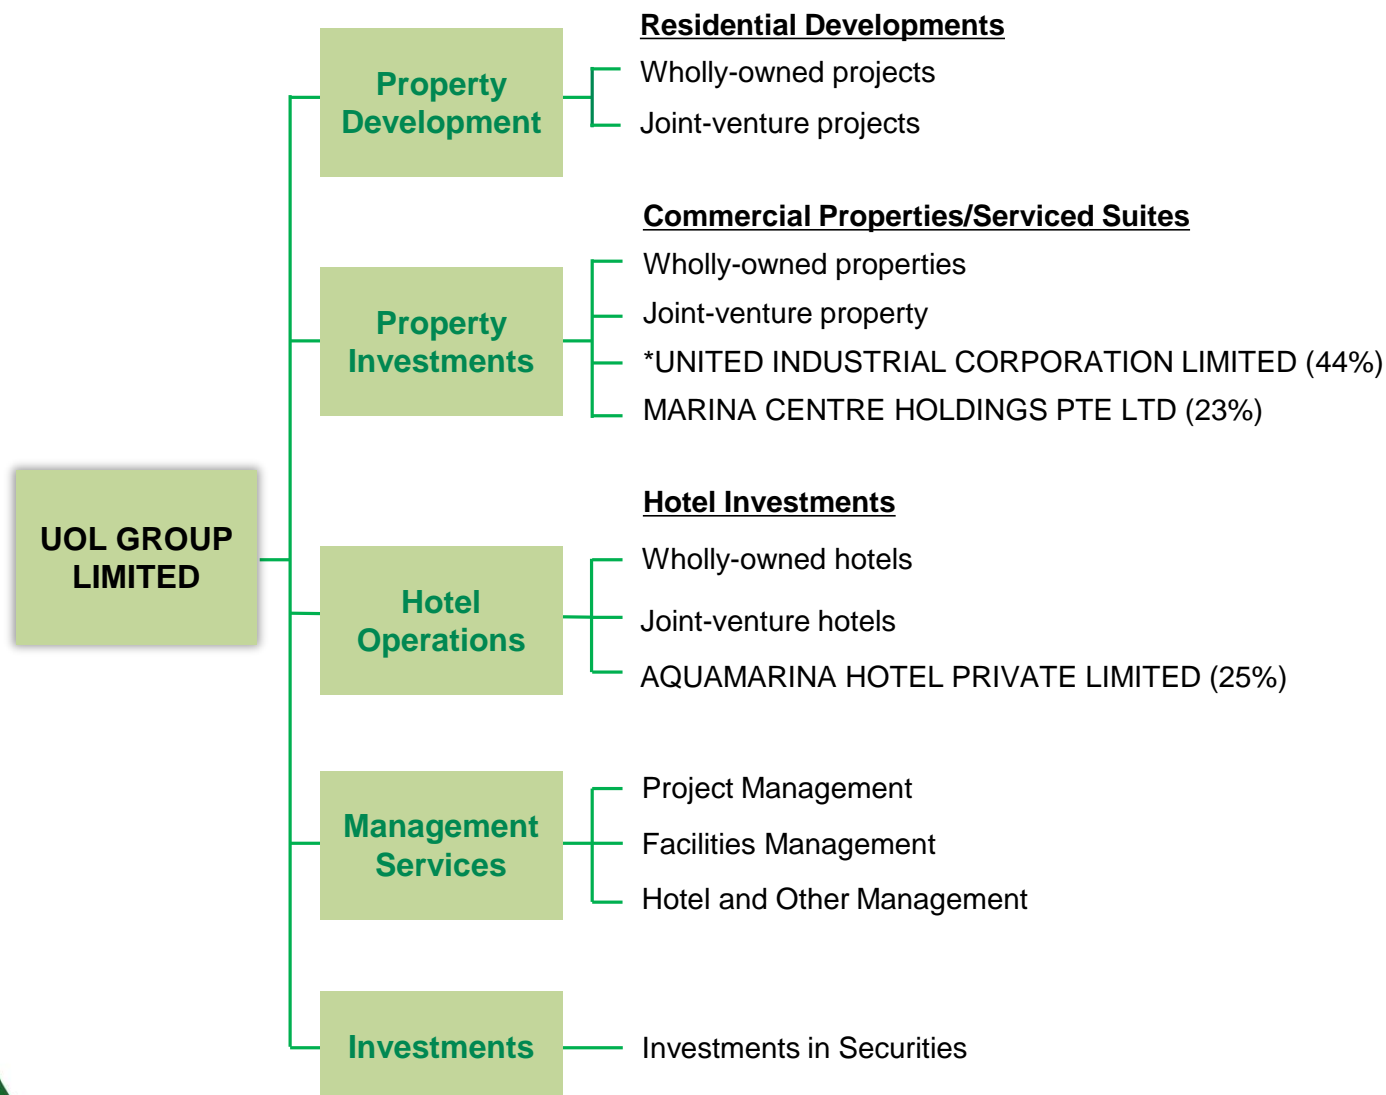 UOL GROUP
LIMITED
Property
Development
Residential Developments
Wholly-owned projects
Joint-venture projects
Property
Investments
Commercial Properties/Serviced Suites
Wholly-owned properties
Joint-venture property
*UNITED INDUSTRIAL CORPORATION LIMITED (44%)
MARINA CENTRE HOLDINGS PTE LTD (23%)
Hotel
Operations
Hotel Investments
Wholly-owned hotels
Joint-venture hotels
AQUAMARINA HOTEL PRIVATE LIMITED (25%)
Management
Services
Project Management
Facilities Management
Hotel and Other Management
Investments
Investments in Securities